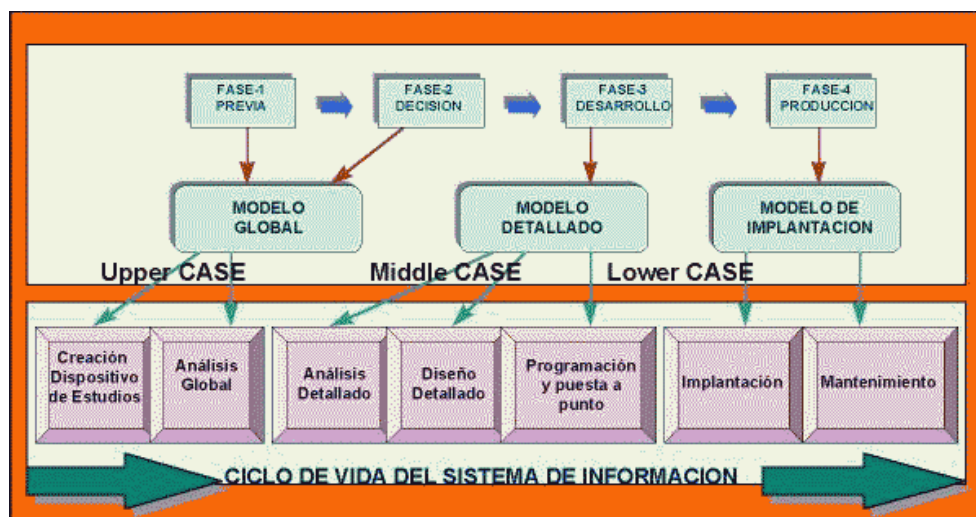 FASE-1
PREVIA
FASE-2
DECISION
FASE-3
DESARROLLO
FASE-4
PRODUCCION
MODELO
GLOBAL
MODELO
DETALLADO
MODELO DE
IMPLANTACION
Upper CASE
Middle CASE
Lower CASE
Creación
Dispositivo
de Estudios
Análisis
Global
Análisis
Detallado
Diseño
Detallado
Programación
y puesta a
punto
Implantación
Mantenimiento
CICLO DE VIDA DEL SISTEMA DE INFORMACION